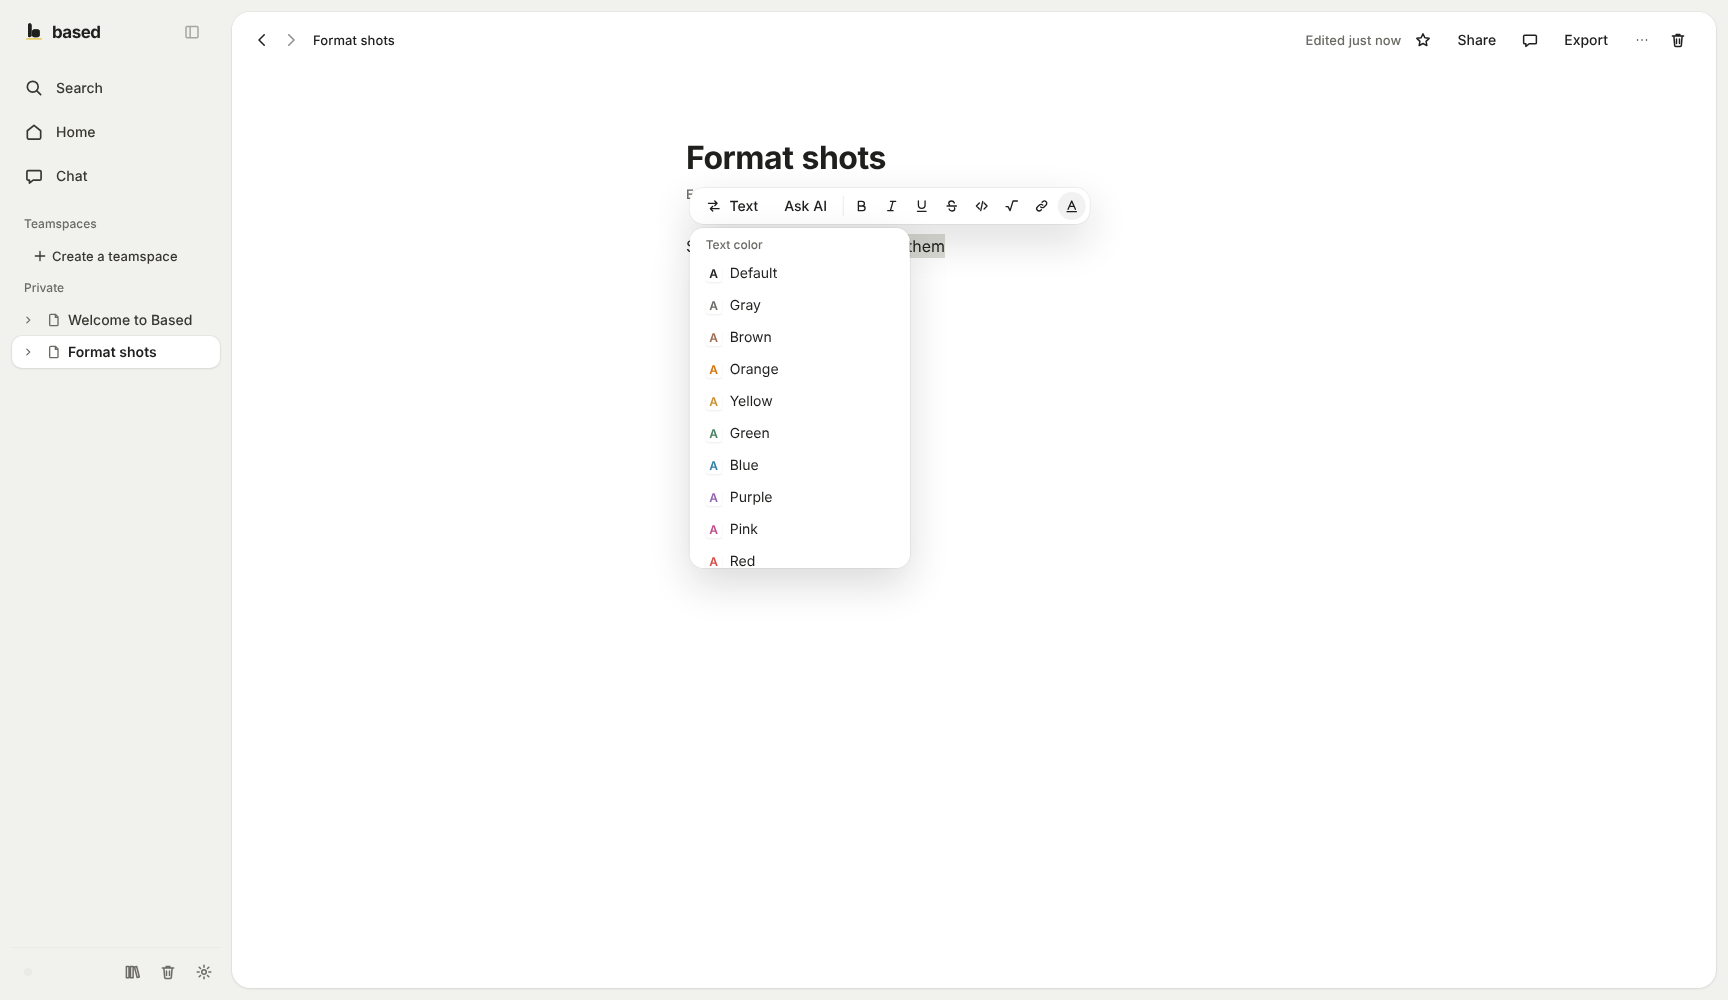 based
Search
Home
Chat
Teamspaces
Create a teamspace
Private
Welcome to Based
Format shots
Format shots
Edited just now
Share
Export
Format shots
Text
Ask AI
B I U S A
them
Text color
A Default
A Gray
A Brown
A Orange
A Yellow
A Green
A Blue
A Purple
A Pink
A Red